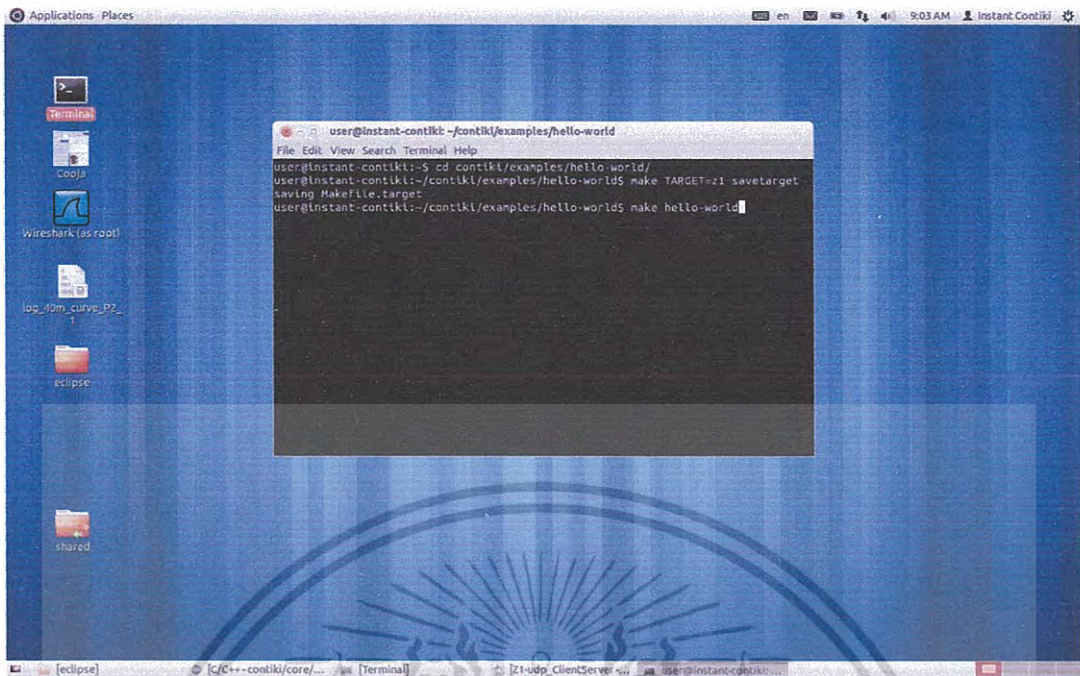 Applications Places
en 9:03 AM Instant Contiki
Terminal
Cooja
Wireshark (as root)
log_40m_curve_P2_
1
eclipse
shared
user@instant-contiki: ~/contiki/examples/hello-world
File Edit View Search Terminal Help
user@instant-contiki:~$ cd contiki/examples/hello-world/
user@instant-contiki:~/contiki/examples/hello-world$ make TARGET=z1 savetarget
saving Makefile.target
user@instant-contiki:~/contiki/examples/hello-world$ make hello-world
[eclipse] [C/C++ - contiki/core/... [Terminal] [Z1-udp_ClientServer -... user@instant-contiki: ...